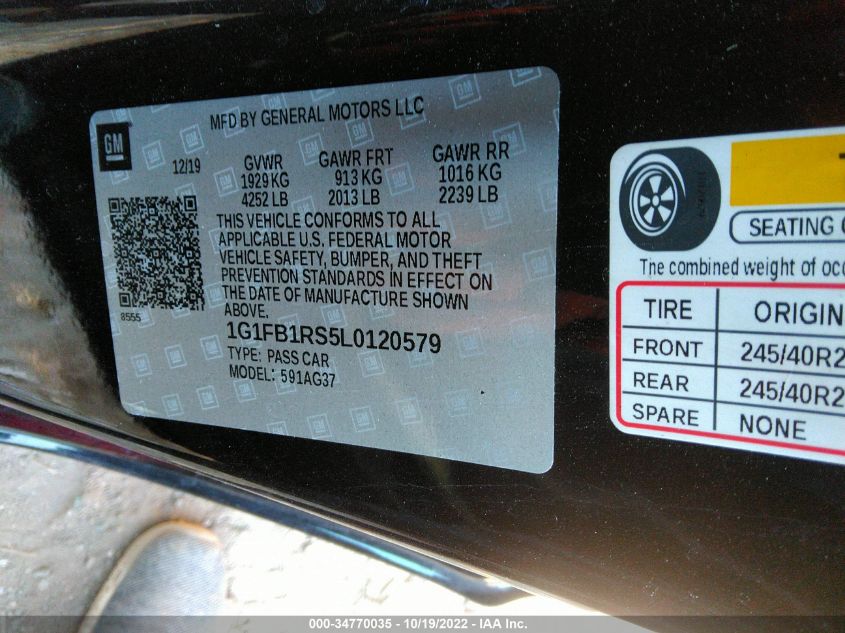 MFD BY GENERAL MOTORS LLC
GM
12/19 GVWR GAWR FRT GAWR RR
1929 KG 913 KG 1016 KG
4252 LB 2013 LB 2239 LB
THIS VEHICLE CONFORMS TO ALL
APPLICABLE U.S. FEDERAL MOTOR
VEHICLE SAFETY, BUMPER, AND THEFT
PREVENTION STANDARDS IN EFFECT ON
THE DATE OF MANUFACTURE SHOWN
ABOVE.
8555
1G1FB1RS5L0120579
TYPE: PASS CAR
MODEL: 591AG37
SEATING
The combined weight of
TIRE
FRONT 245/40R2
REAR 245/40R2
SPARE NONE
000-34770035 - 10/19/2022 - IAA Inc.